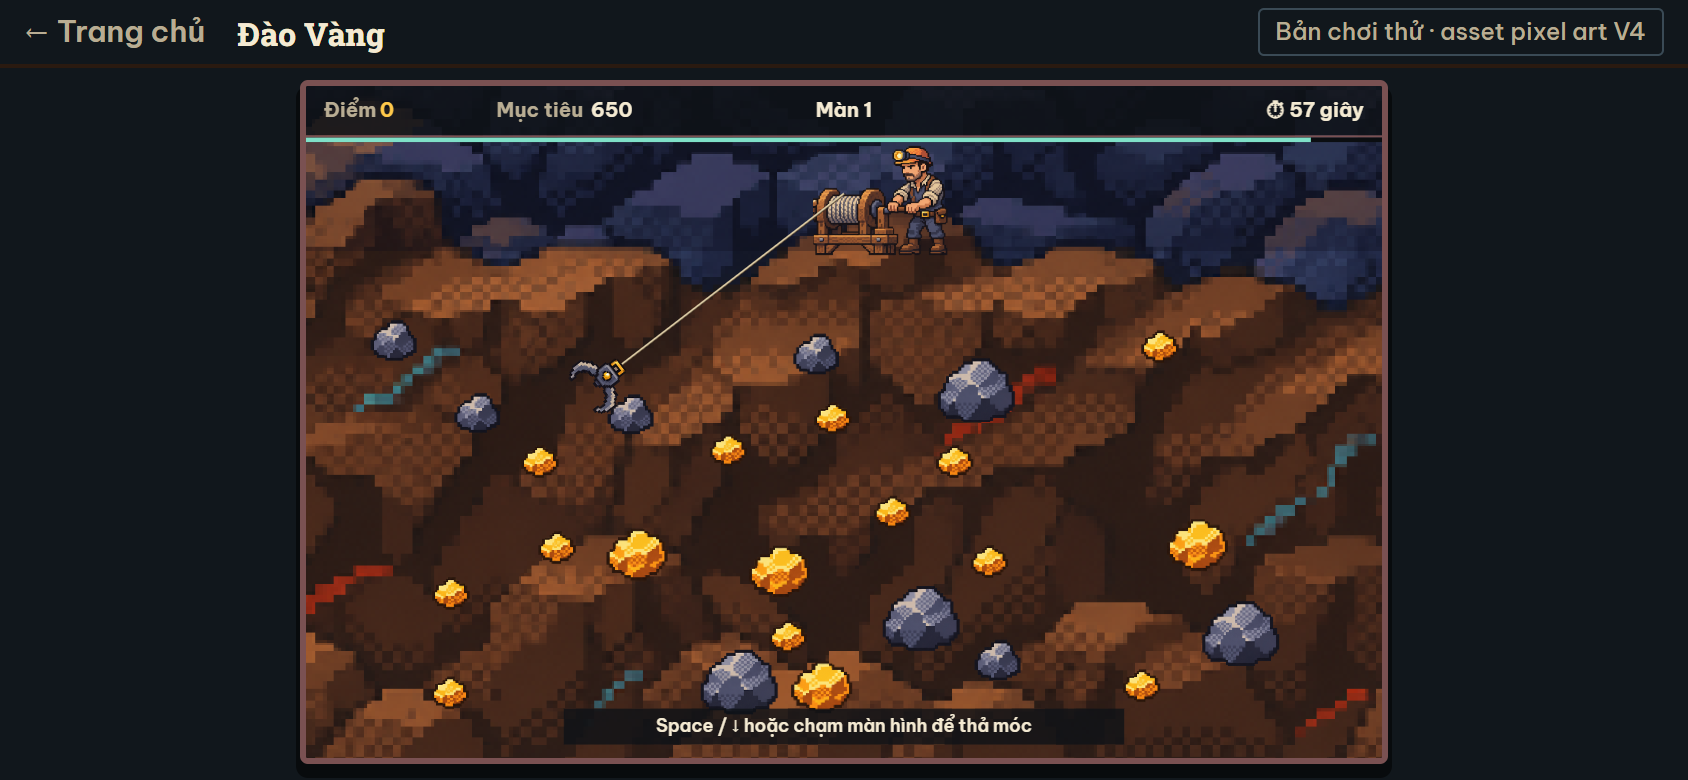 ← Trang chủ Đào Vàng Bản chơi thử · asset pixel art V4
Điểm 0 Mục tiêu 650 Màn 1 ⏱ 57 giây
Space / ↓ hoặc chạm màn hình để thả móc